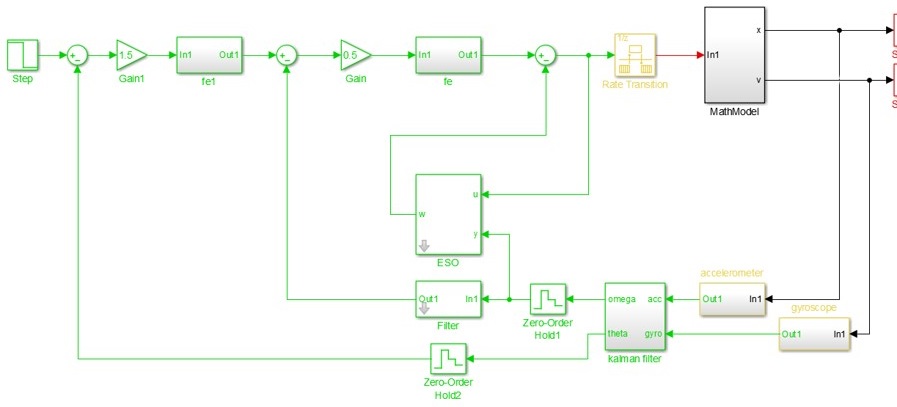 Step
+
-
1.5
Gain1
In1 Out1
fe1
+
-
0.5
Gain
In1 Out1
fe
+
-
Rate Transition
In1
x
v
MathModel
S
S
u
w
y
ESO
Out1 In1
Filter
Zero-Order
Hold1
omega acc
theta gyro
kalman filter
accelerometer
Out1 In1
gyroscope
Out1 In1
Zero-Order
Hold2